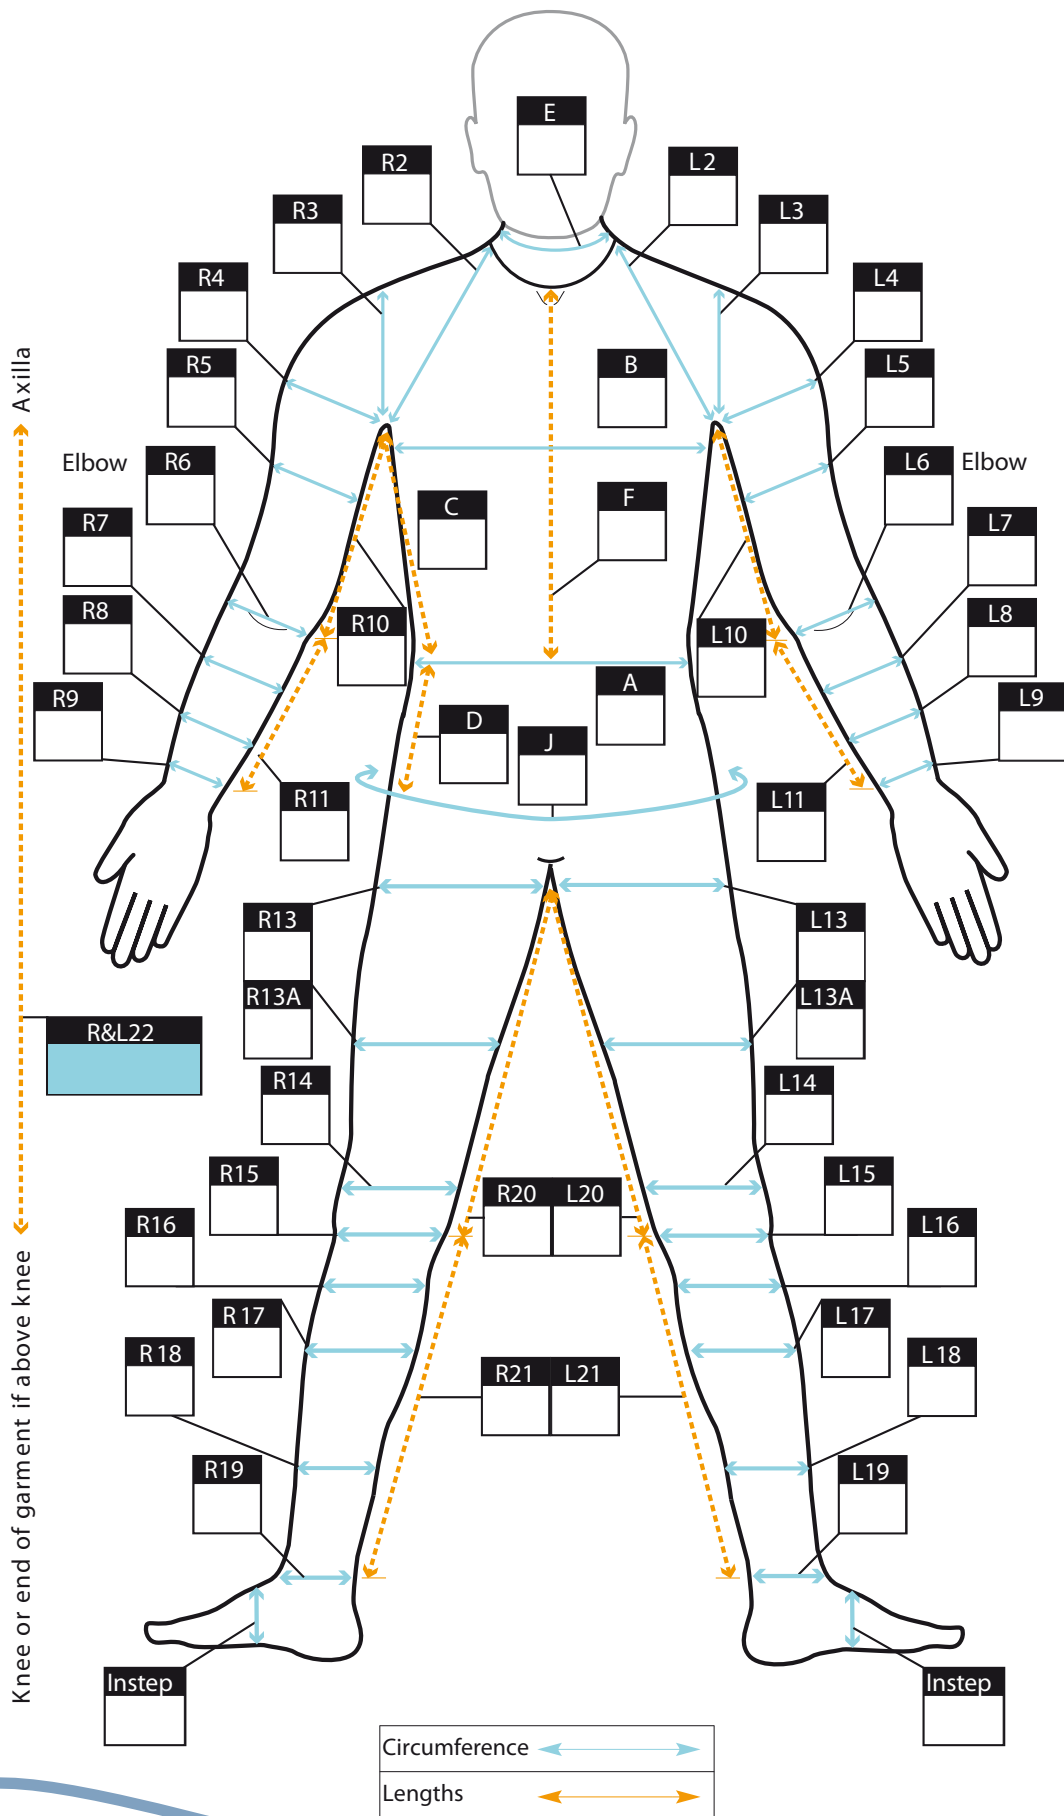 E
R2
L2
R3
L3
R4
L4
Axilla
R5
B
L5
Elbow
R6
L6
Elbow
C
F
R7
L7
R8
R10
L10
L8
R9
D
A
L9
J
R11
L11
R13
L13
R13A
L13A
R&L22
R14
L14
R15
R20
L20
L15
R16
L16
Knee or end of garment if above knee
R17
L17
R18
R21
L21
L18
R19
L19
Instep
Instep
Circumference
Lengths